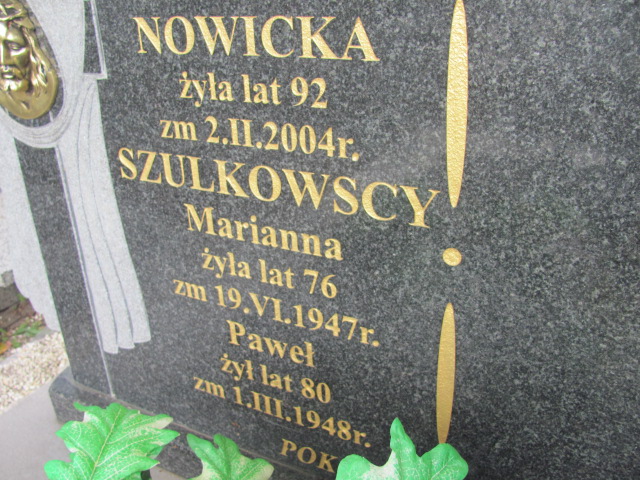 NOWICKA
żyła lat 92
zm 2.II.2004r.
SZULKOWSCY
Marianna
żyła lat 76
zm 19.VI.1947r.
Paweł
żył lat 80
zm 1.III.1948r.
POK